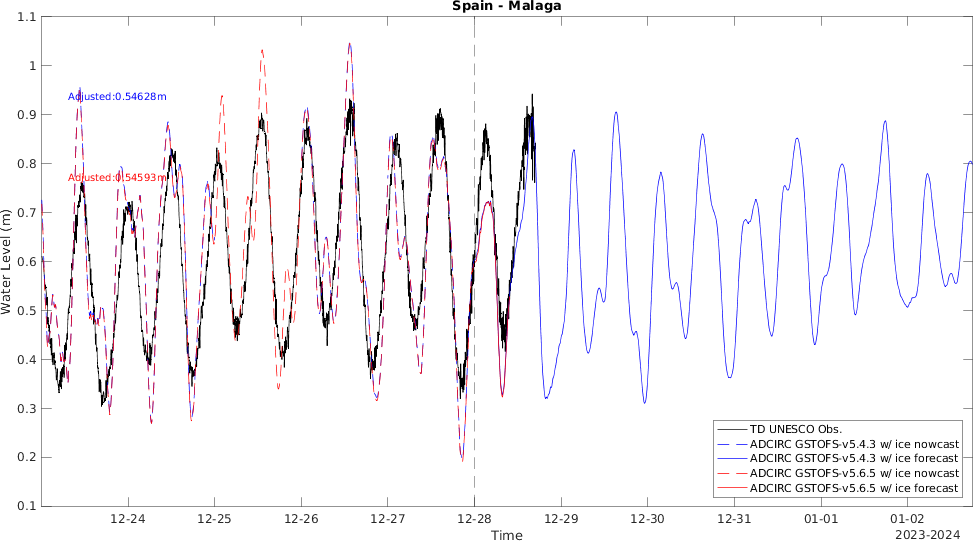 Spain - Malaga
1.1
1
0.9
0.8
0.7
0.6
0.5
0.4
0.3
0.2
0.1
Water Level (m)
Adjusted:0.54628m
Adjusted:0.54593m
TD UNESCO Obs.
ADCIRC GSTOFS-v5.4.3 w/ ice nowcast
ADCIRC GSTOFS-v5.4.3 w/ ice forecast
ADCIRC GSTOFS-v5.6.5 w/ ice nowcast
ADCIRC GSTOFS-v5.6.5 w/ ice forecast
12-24 12-25 12-26 12-27 12-28 12-29 12-30 12-31 01-01 01-02
Time
2023-2024